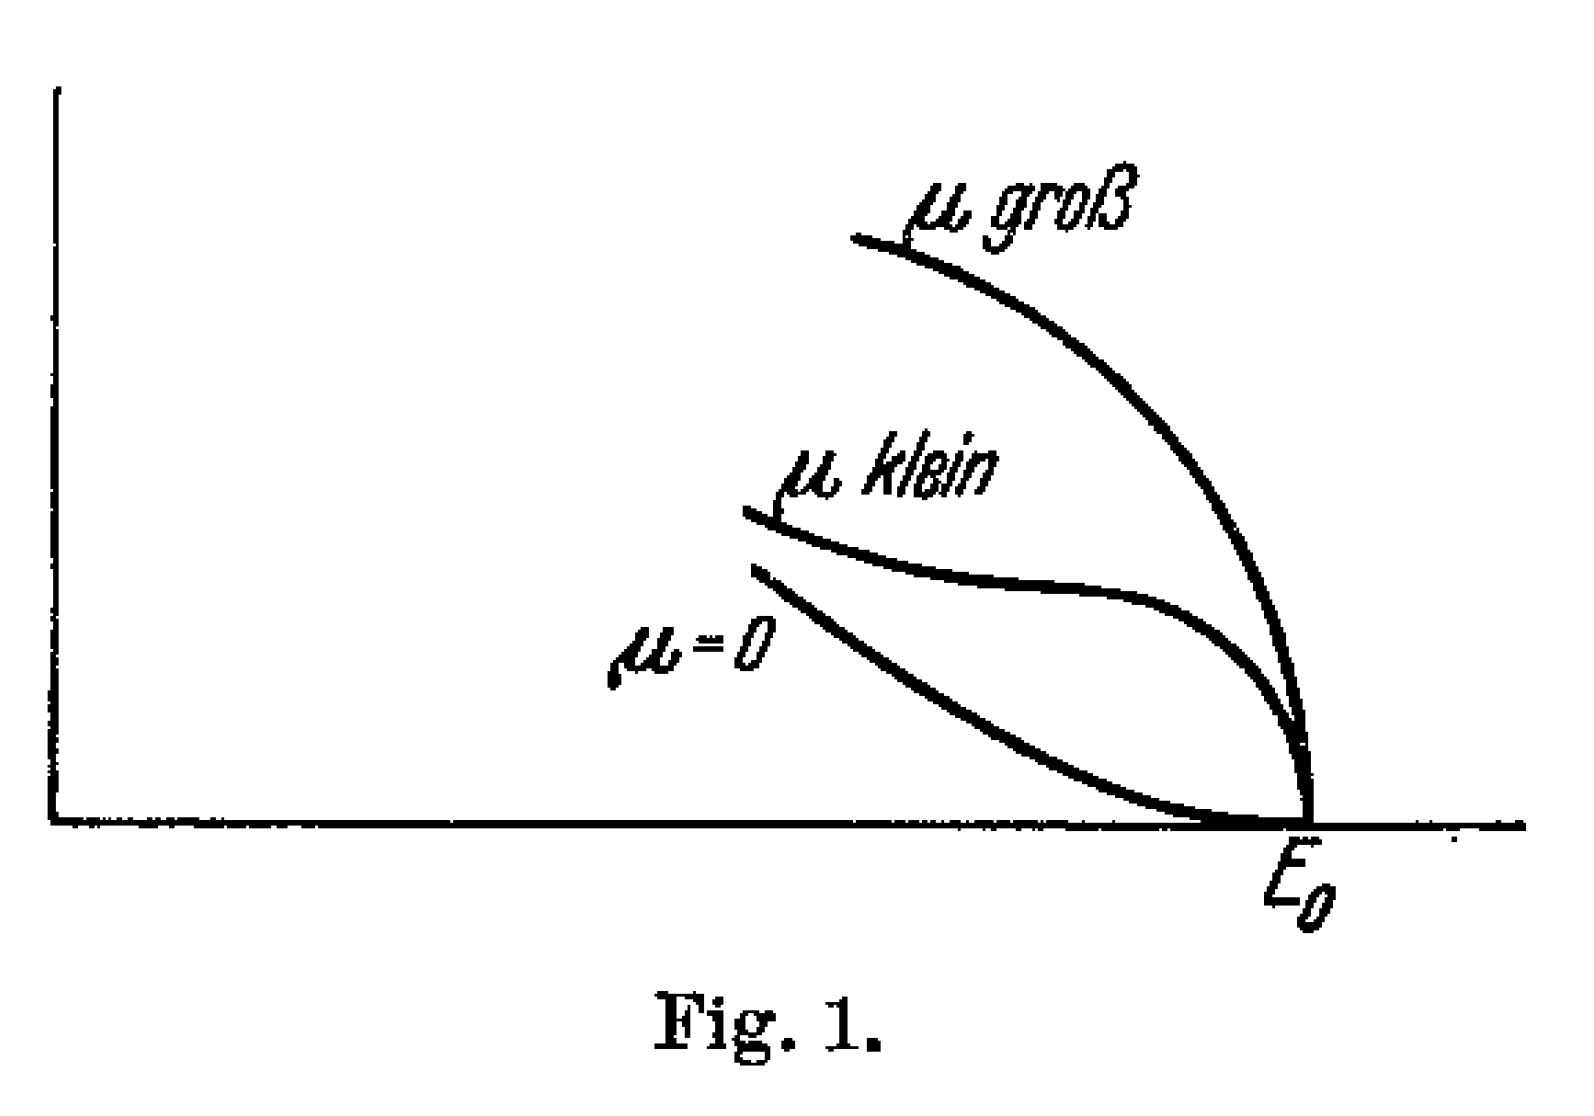 μ groß
μ klein
μ=0
E₀
Fig. 1.